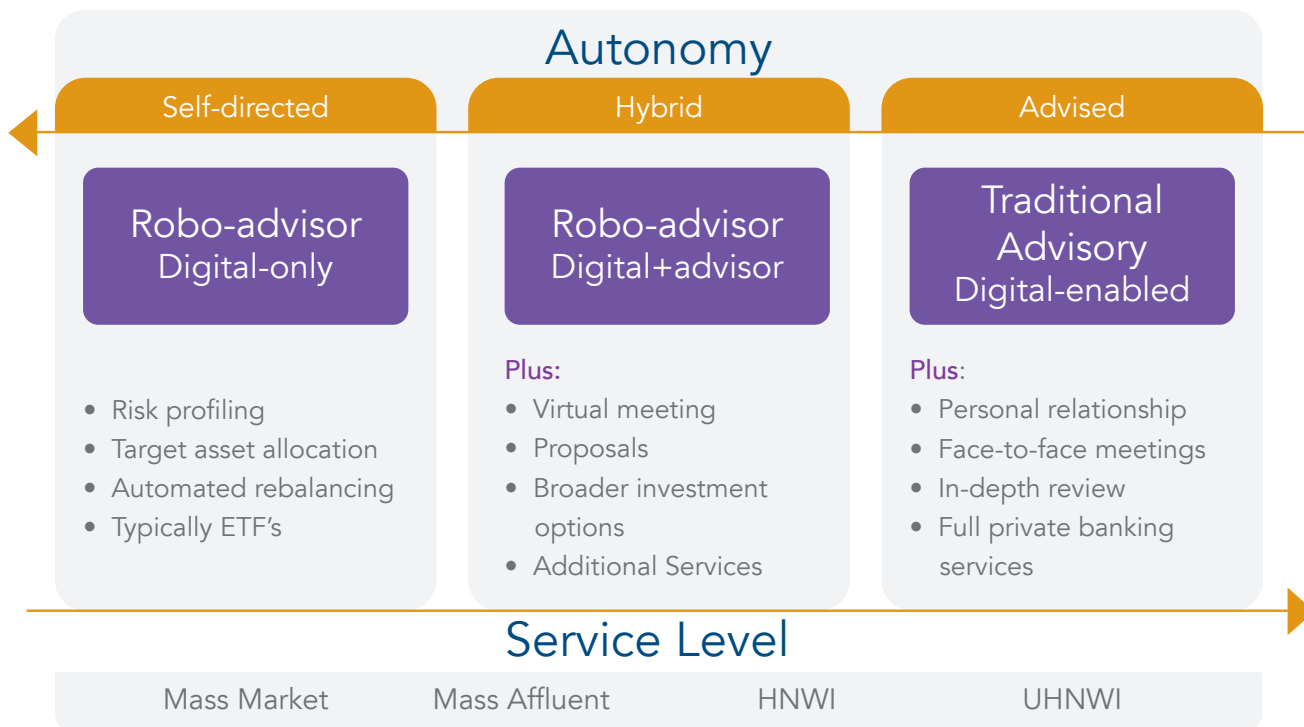 Autonomy
Self-directed
Hybrid
Advised
Robo-advisor
Digital-only
• Risk profiling
• Target asset allocation
• Automated rebalancing
• Typically ETF's
Robo-advisor
Digital+advisor
Plus:
• Virtual meeting
• Proposals
• Broader investment
options
• Additional Services
Traditional
Advisory
Digital-enabled
Plus:
• Personal relationship
• Face-to-face meetings
• In-depth review
• Full private banking
services
Service Level
Mass Market
Mass Affluent
HNWI
UHNWI